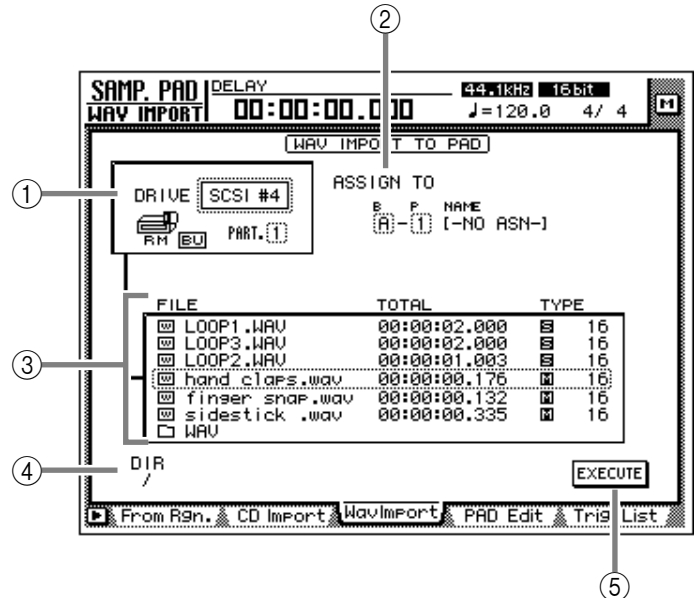 ②
SAMP. PAD DELAY 44.1kHz 16bit
WAV IMPORT 00:00:00.000 ♩=120.0 4/ 4 M
WAV IMPORT TO PAD
①
DRIVE SCSI #4
RM BU PART. 1
ASSIGN TO
B P NAME
A-1 [-NO ASN-]
③
FILE TOTAL TYPE
W LOOP1.WAV 00:00:02.000 S 16
W LOOP3.WAV 00:00:02.000 S 16
W LOOP2.WAV 00:00:01.003 S 16
W hand claps.wav 00:00:00.176 M 16
W finger snap.wav 00:00:00.132 M 16
W sidestick .wav 00:00:00.335 M 16
WAV
④
DIR
/
EXECUTE
From Rgn. CD Import WavImport PAD Edit Trig List
⑤